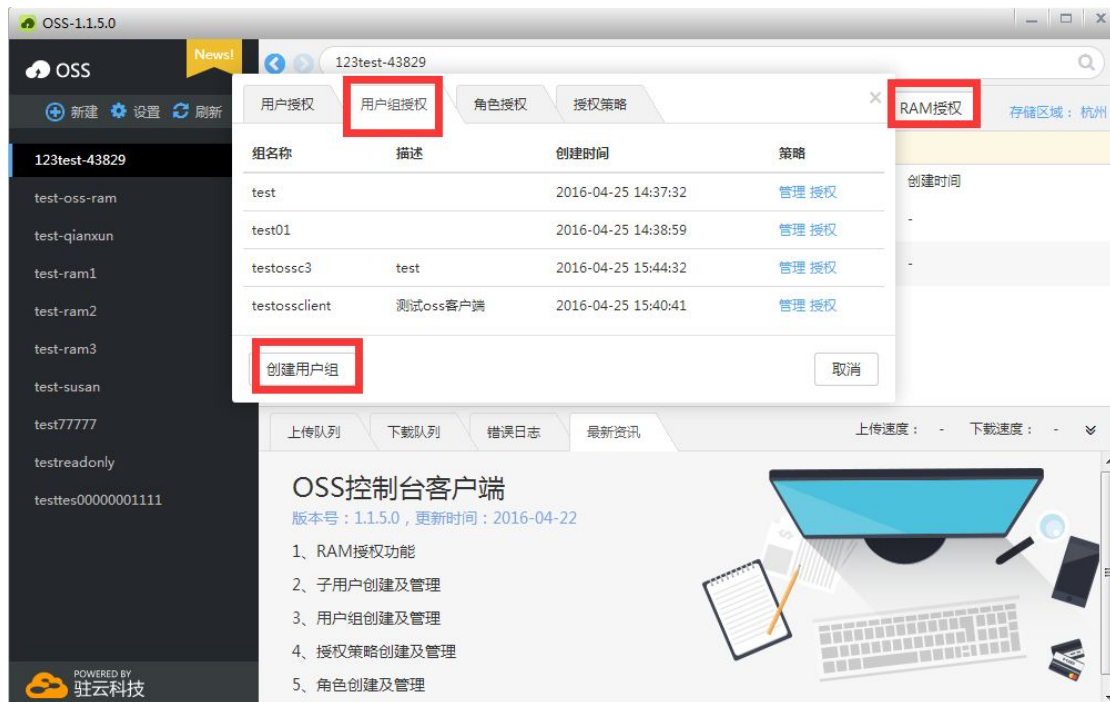 OSS-1.1.5.0
OSS
News!
123test-43829
新建 设置 刷新
用户授权 用户组授权 角色授权 授权策略
RAM授权
存储区域： 杭州
组名称 描述 创建时间 策略
test 2016-04-25 14:37:32 管理 授权
test01 2016-04-25 14:38:59 管理 授权
testossc3 test 2016-04-25 15:44:32 管理 授权
testossclient 测试oss客户端 2016-04-25 15:40:41 管理 授权
创建用户组 取消
创建时间
-
-
123test-43829
test-oss-ram
test-qianxun
test-ram1
test-ram2
test-ram3
test-susan
test77777
testreadonly
testtes00000001111
上传队列 下载队列 错误日志 最新资讯
上传速度： - 下载速度： -
OSS控制台客户端
版本号：1.1.5.0，更新时间：2016-04-22
1、RAM授权功能
2、子用户创建及管理
3、用户组创建及管理
4、授权策略创建及管理
5、角色创建及管理
POWERED BY
驻云科技